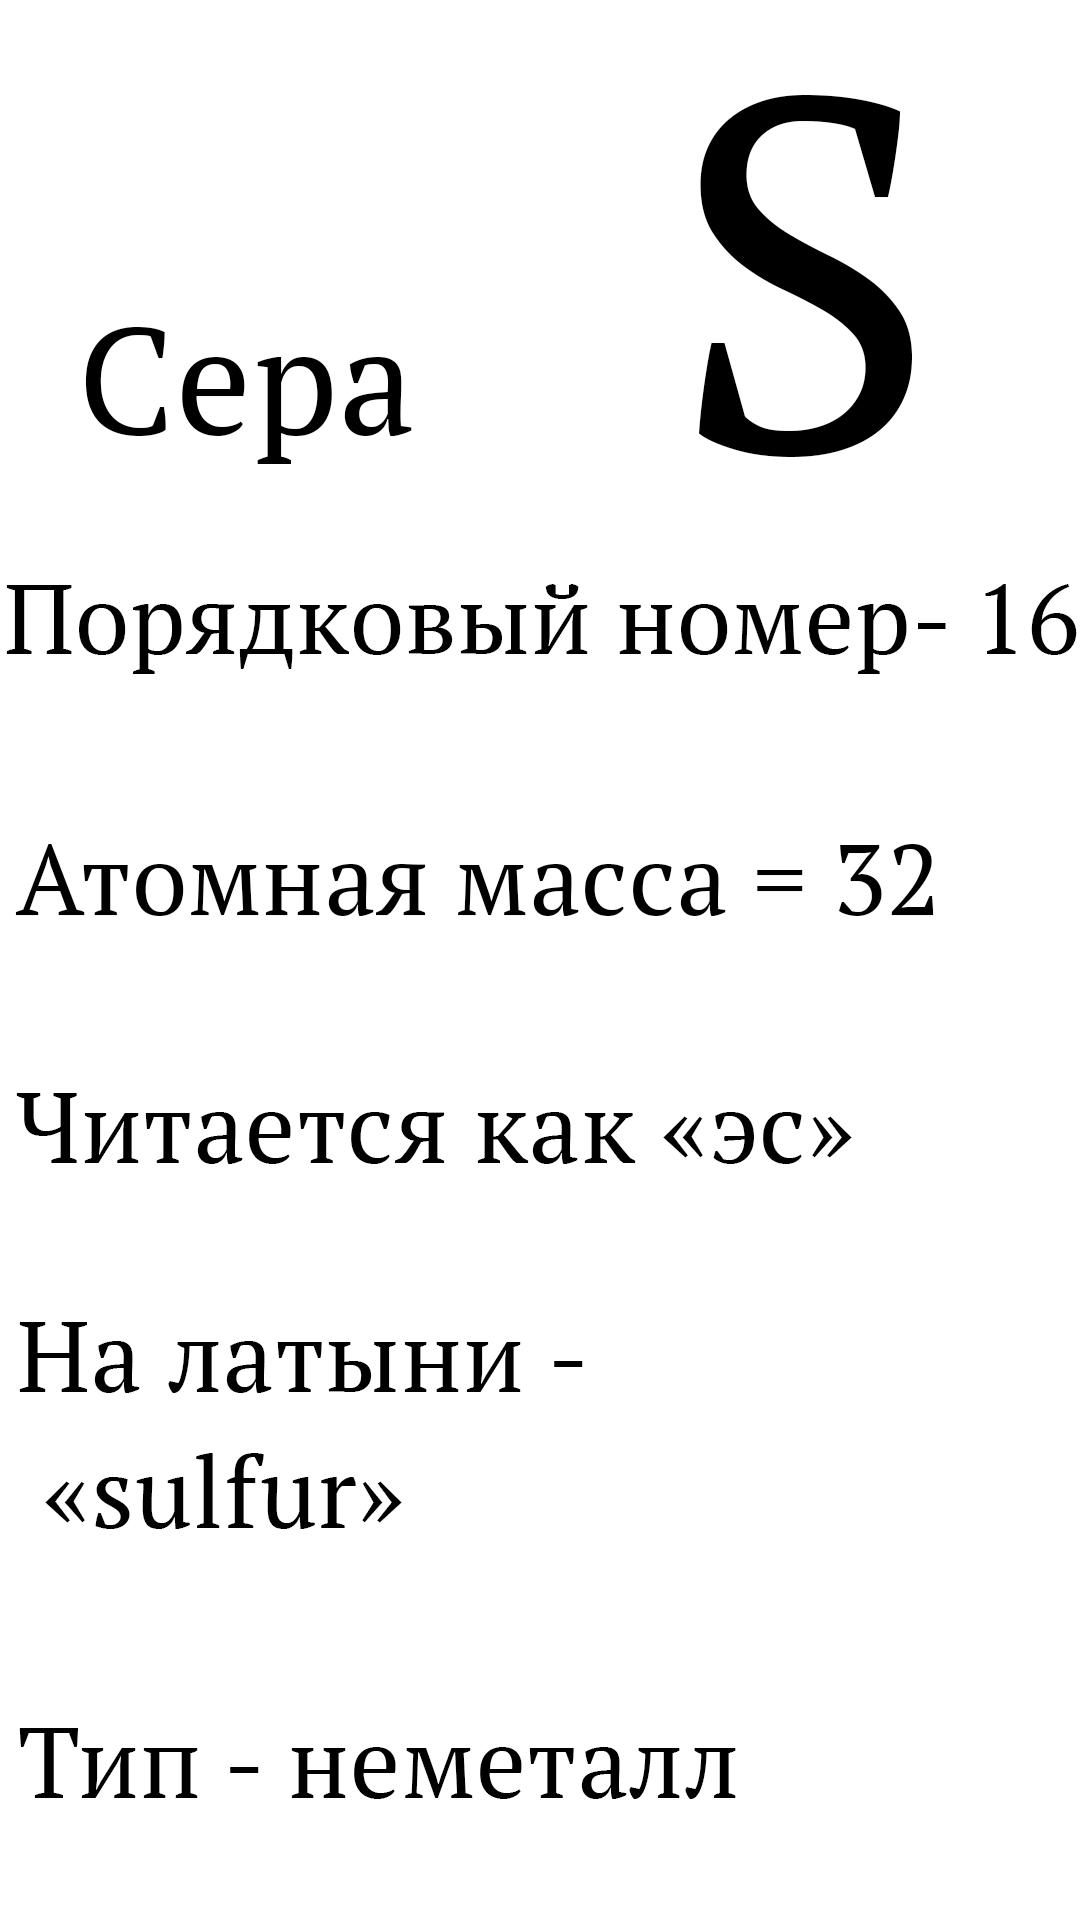 Сера S
Порядковый номер- 16
Атомная масса = 32
Читается как «эс»
На латыни -
«sulfur»
Тип - неметалл